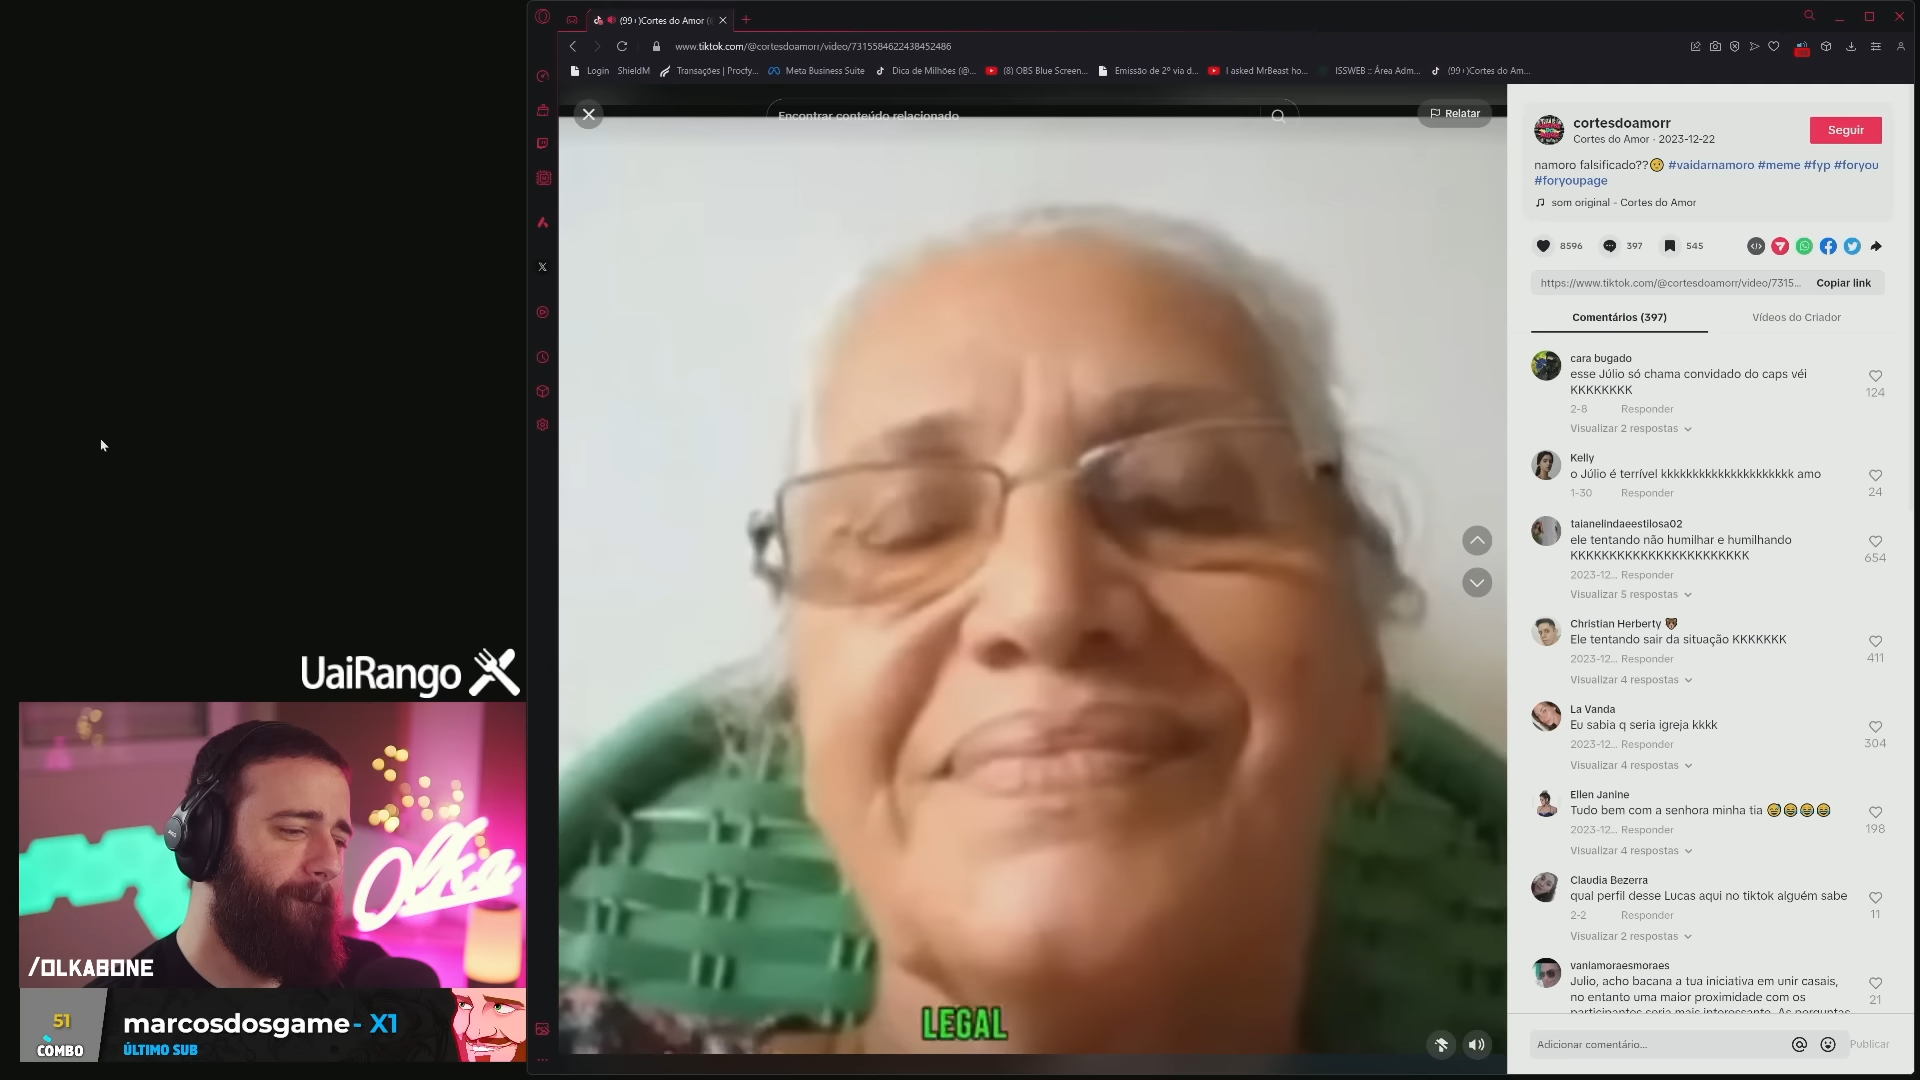 (99+)Cortes do Amor (
www.tiktok.com/@cortesdoamorr/video/7315584622438452486
Login
ShieldM
Transações | Procfy...
Meta Business Suite
Dica de Milhões (@...
(8) OBS Blue Screen...
Emissão de 2º via d...
I asked MrBeast ho...
ISSWEB :: Área Adm...
(99+)Cortes do Am...
Encontrar conteúdo relacionado
Relatar
cortesdoamorr
Cortes do Amor · 2023-12-22
Seguir
namoro falsificado??🤨 #vaidarnamoro #meme #fyp #foryou
#foryoupage
som original - Cortes do Amor
8596
397
545
https://www.tiktok.com/@cortesdoamorr/video/7315...
Copiar link
Comentários (397)
Vídeos do Criador
cara bugado
esse Júlio só chama convidado do caps véi
KKKKKKKK
124
2-8 Responder
Visualizar 2 respostas
Kelly
o Júlio é terrível kkkkkkkkkkkkkkkkkkkkk amo
24
1-30 Responder
taianelindaeestilosa02
ele tentando não humilhar e humilhando
KKKKKKKKKKKKKKKKKKKKKKK
654
2023-12... Responder
Visualizar 5 respostas
Christian Herberty 🐻
Ele tentando sair da situação KKKKKKK
411
2023-12... Responder
Visualizar 4 respostas
La Vanda
Eu sabia q seria igreja kkkk
304
2023-12... Responder
Visualizar 4 respostas
Ellen Janine
Tudo bem com a senhora minha tia 😅😂😂😂
198
2023-12... Responder
Visualizar 4 respostas
Claudia Bezerra
qual perfil desse Lucas aqui no tiktok alguém sabe
11
2-2 Responder
Visualizar 2 respostas
vaniamoraesmoraes
Julio, acho bacana a tua iniciativa em unir casais,
no entanto uma maior proximidade com os
participantes seria mais interessante. As perguntas
21
Adicionar comentário...
Publicar
LEGAL
UaiRango
Olka
/OLKABONE
51
COMBO
marcosdosgame - X1
ÚLTIMO SUB